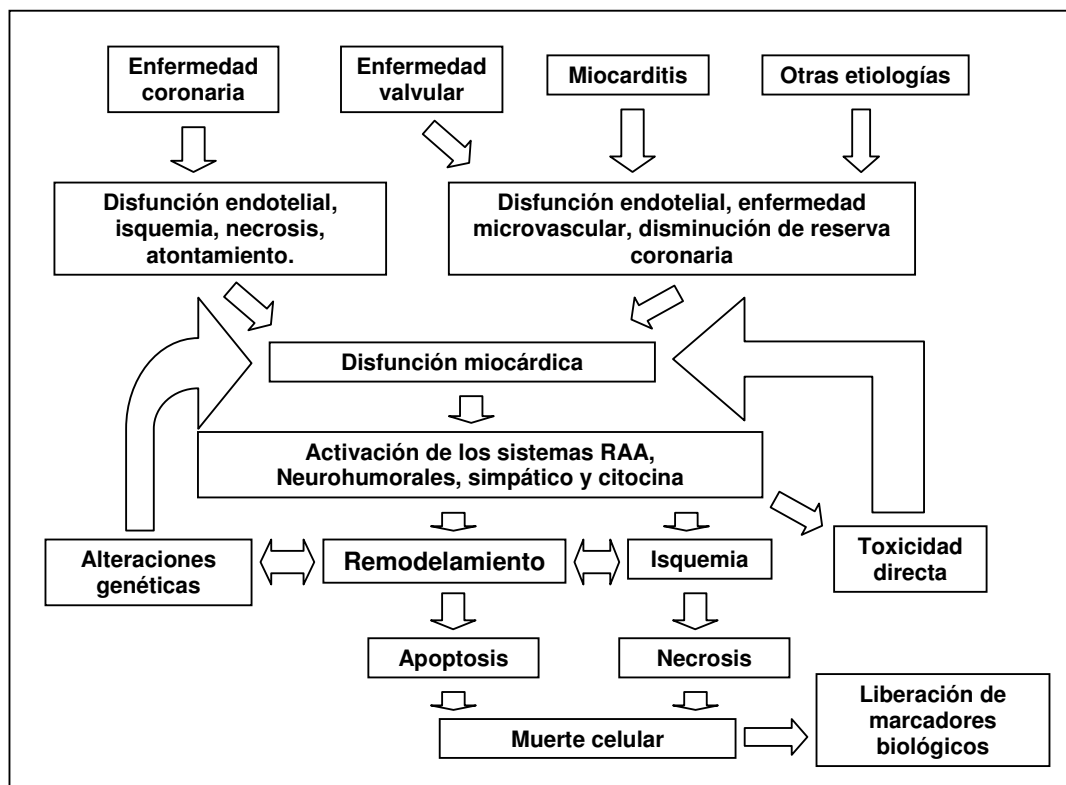 Enfermedad
coronaria
Enfermedad
valvular
Miocarditis
Otras etiologías
Disfunción endotelial,
isquemia, necrosis,
atontamiento.
Disfunción endotelial, enfermedad
microvascular, disminución de reserva
coronaria
Disfunción miocárdica
Activación de los sistemas RAA,
Neurohumorales, simpático y citocina
Alteraciones
genéticas
Remodelamiento
Isquemia
Toxicidad
directa
Apoptosis
Necrosis
Muerte celular
Liberación de
marcadores
biológicos